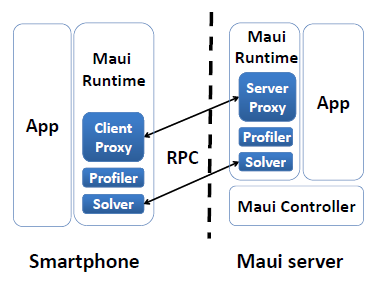 App
Maui
Runtime
Client
Proxy
Profiler
Solver
RPC
Maui
Runtime
Server
Proxy
Profiler
Solver
App
Maui Controller
Smartphone
Maui server